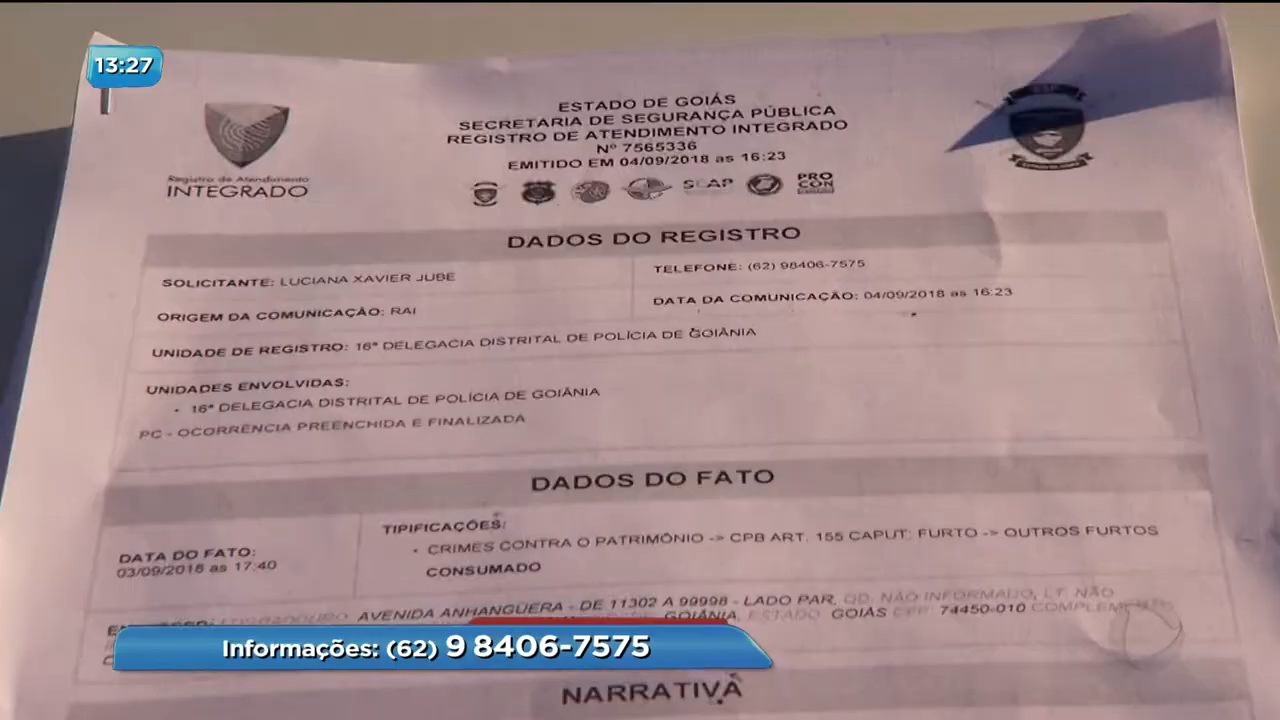 13:27
ESTADO DE GOIÁS
SECRETARIA DE SEGURANÇA PÚBLICA
REGISTRO DE ATENDIMENTO INTEGRADO
Nº 7565336
EMITIDO EM 04/09/2018 as 16:23
Registro de Atendimento
INTEGRADO
SSP
PRO
CON
DADOS DO REGISTRO
SOLICITANTE: LUCIANA XAVIER JUBE
TELEFONE: (62) 98406-7575
ORIGEM DA COMUNICAÇÃO: RAI
DATA DA COMUNICAÇÃO: 04/09/2018 as 16:23
UNIDADE DE REGISTRO: 16ª DELEGACIA DISTRITAL DE POLÍCIA DE GOIÂNIA
UNIDADES ENVOLVIDAS:
• 16ª DELEGACIA DISTRITAL DE POLÍCIA DE GOIÂNIA
PC - OCORRÊNCIA PREENCHIDA E FINALIZADA
DADOS DO FATO
DATA DO FATO:
03/09/2018 as 17:40
TIPIFICAÇÕES:
• CRIMES CONTRA O PATRIMÔNIO -> CPB ART. 155 CAPUT: FURTO -> OUTROS FURTOS
CONSUMADO
AVENIDA ANHANGUERA - DE 11302 A 99998 - LADO PAR, QD. NÃO INFORMADO, LT. NÃO
GOIÂNIA, ESTADO: GOIÁS CEP: 74450-010
Informações: (62) 9 8406-7575
NARRATIVA